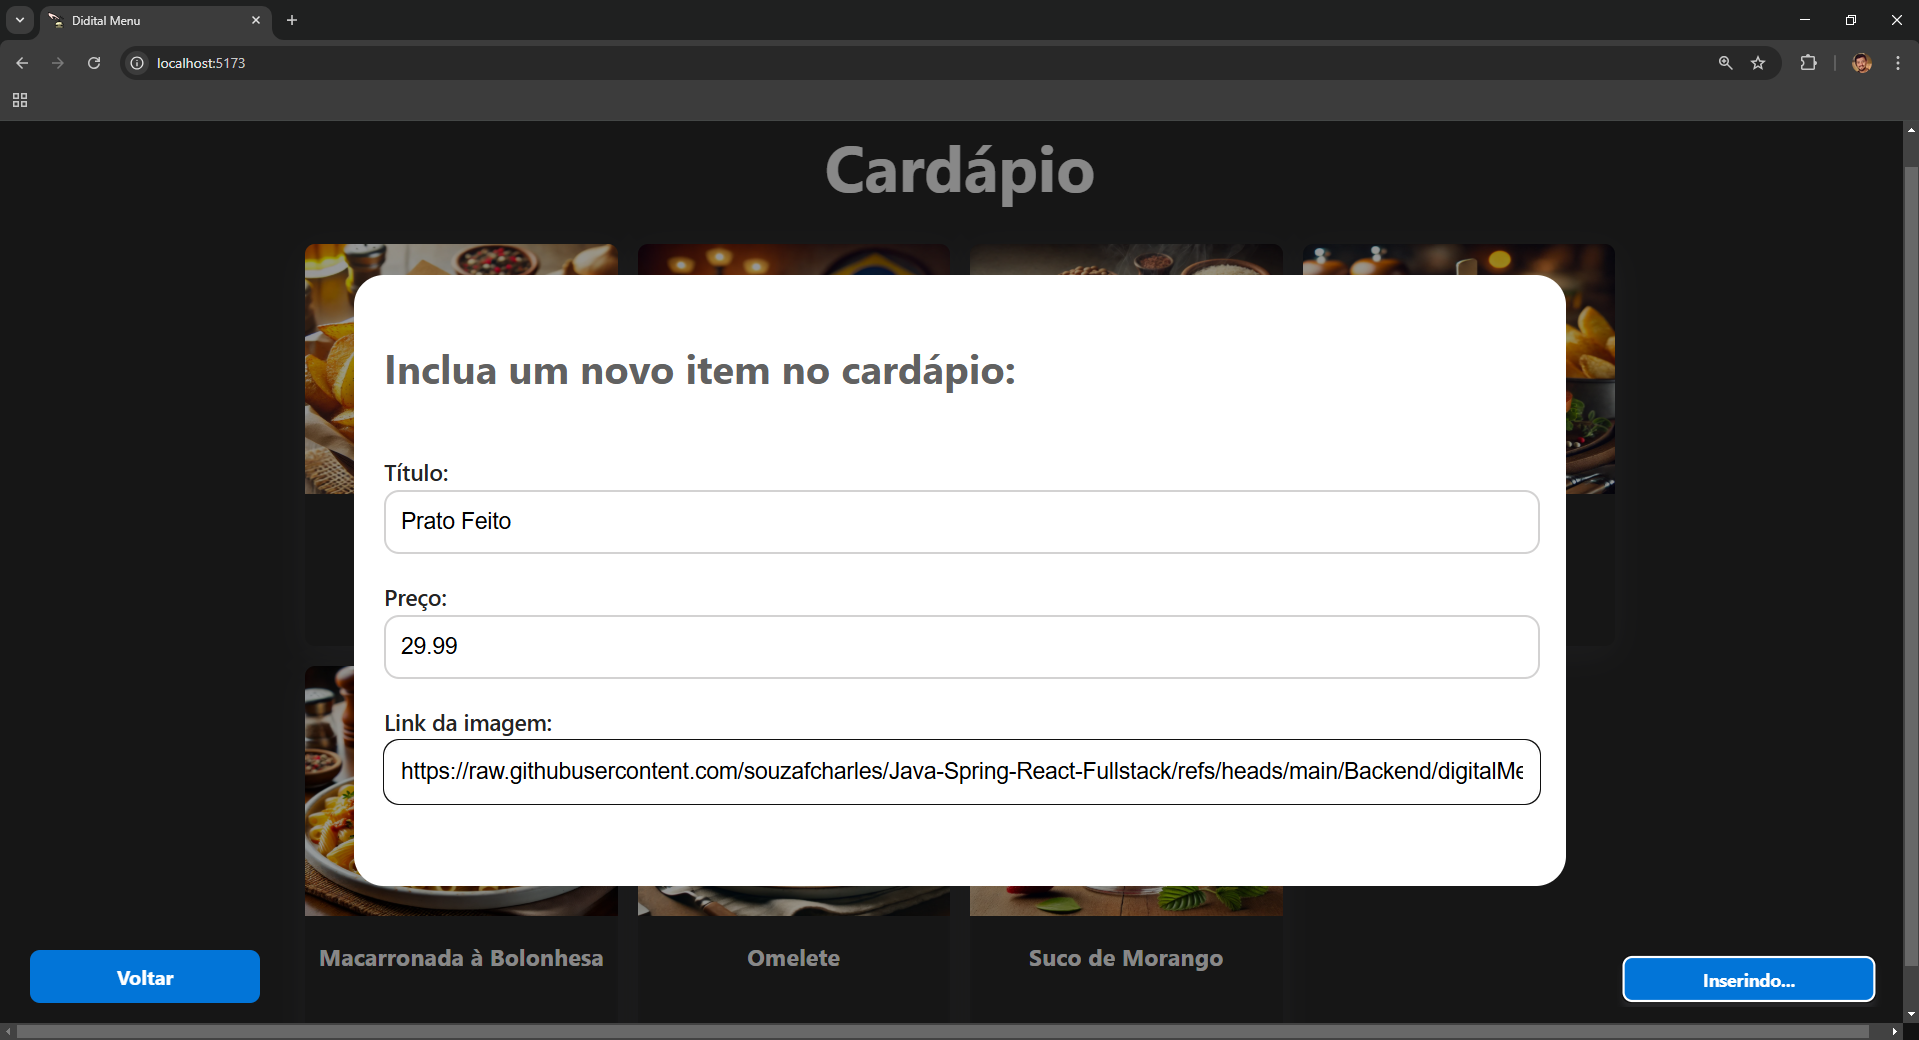 Didital Menu
localhost:5173
Cardápio
Inclua um novo item no cardápio:
Título:
Prato Feito
Preço:
29.99
Link da imagem:
https://raw.githubusercontent.com/souzafcharles/Java-Spring-React-Fullstack/refs/heads/main/Backend/digitalMe
Macarronada à Bolonhesa
Omelete
Suco de Morango
Voltar
Inserindo...